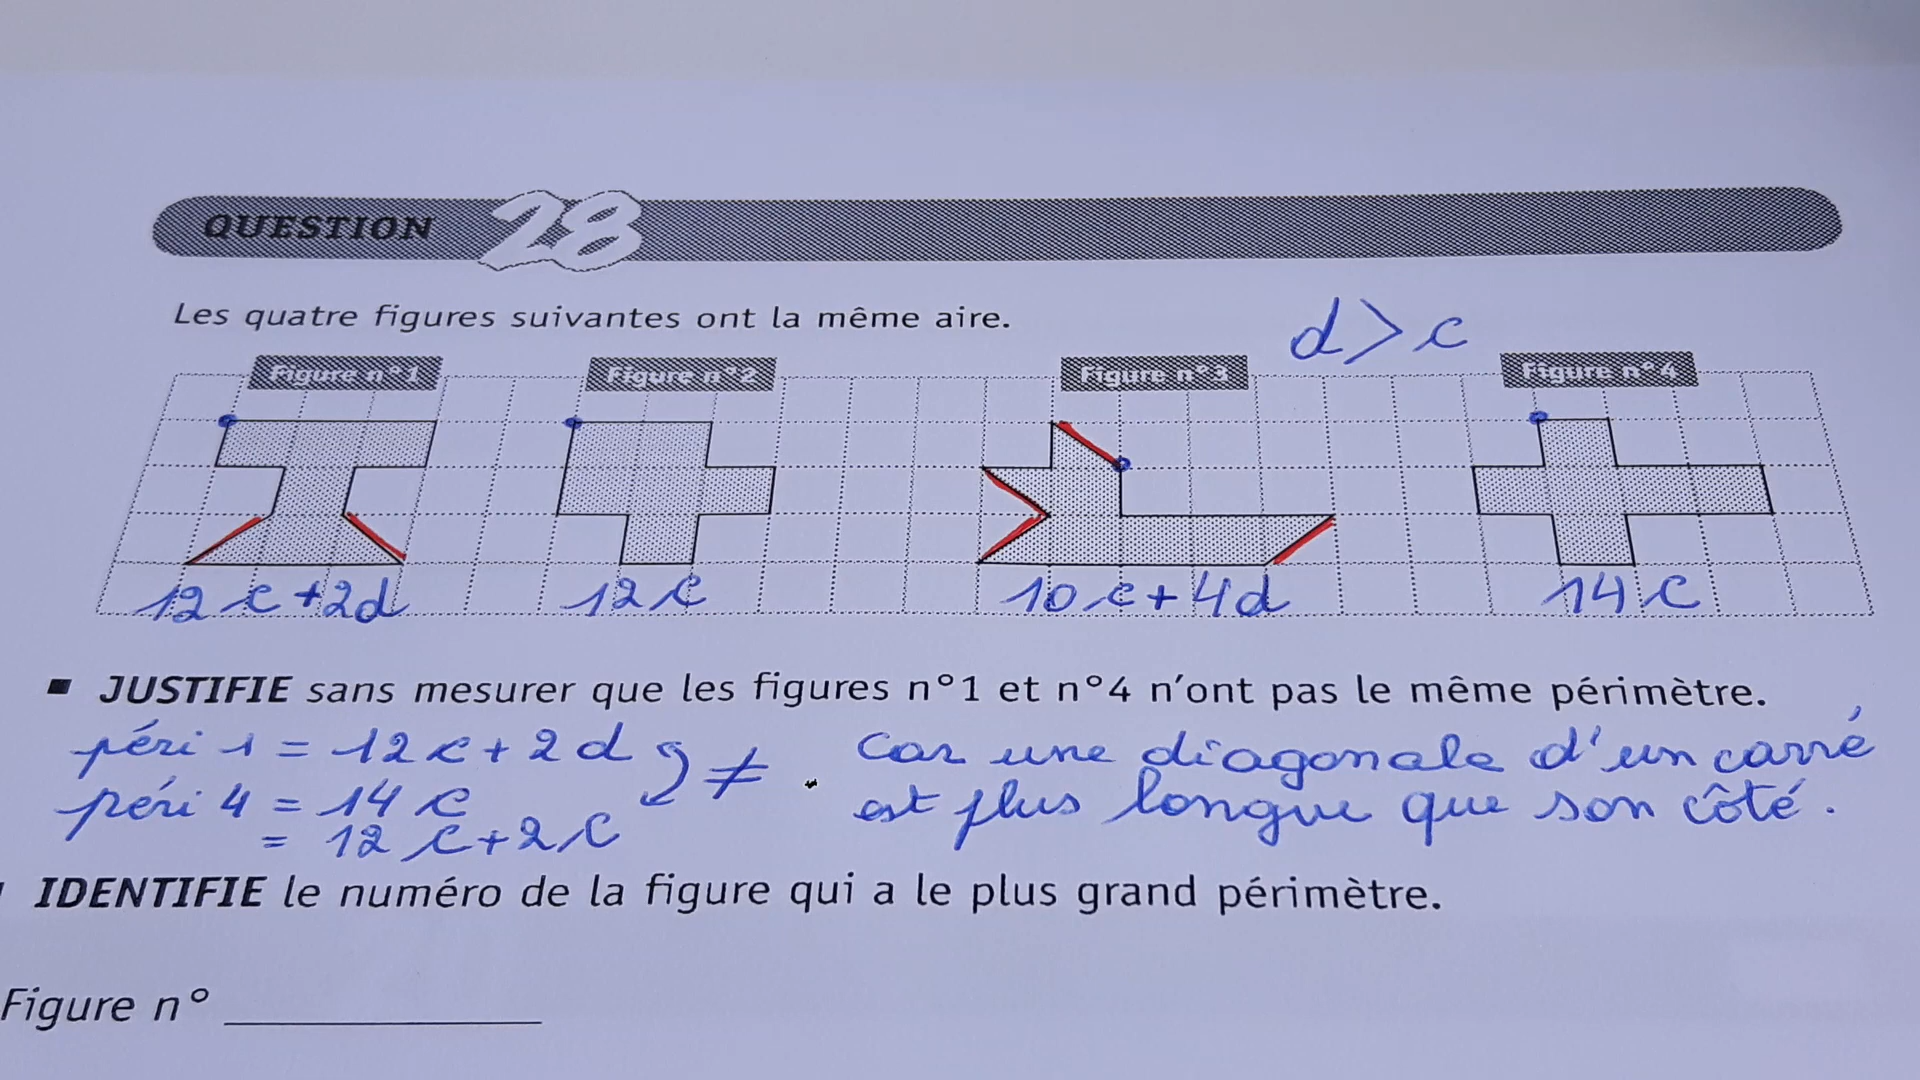 QUESTION 28
Les quatre figures suivantes ont la même aire.
d > c
Figure n°1 Figure n°2 Figure n°3 Figure n°4
12 c + 2d 12 c 10 c + 4d 14 c
JUSTIFIE sans mesurer que les figures n°1 et n°4 n'ont pas le même périmètre.
péri 1 = 12 c + 2 d ≠ . car une diagonale d'un carré
péri 4 = 14 c est plus longue que son côté.
= 12 c + 2 c
IDENTIFIE le numéro de la figure qui a le plus grand périmètre.
Figure n° ______________